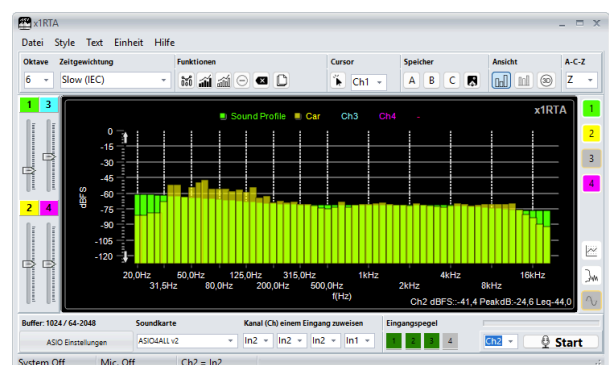 x1RTA
Datei Style Text Einheit Hilfe
Oktave Zeitgewichtung Funktionen Cursor Speicher Ansicht A-C-Z
6 Slow (IEC) Ch1 A B C 3D Z
1 3 1
x1RTA
Sound Profile Car Ch3 Ch4 -
0
2
-15
-30
3
-45
dBFS
4
-60
2 4
-75
-90
-105
-120
20,0Hz 50,0Hz 125,0Hz 315,0Hz 1kHz 4kHz 16kHz
31,5Hz 80,0Hz 200,0Hz 500,0Hz 2kHz 8kHz
f(Hz)
Ch2 dBFS:-41,4 PeakdB:-24,6 Leq-44,0
Buffer: 1024 / 64-2048 Soundkarte Kanal (Ch) einem Eingang zuweisen Eingangspegel
ASIO Einstellungen ASIO4ALL v2 In2 In2 In2 In1 1 2 3 4 Ch2 Start
System Off Mic. Off Ch2 = In2